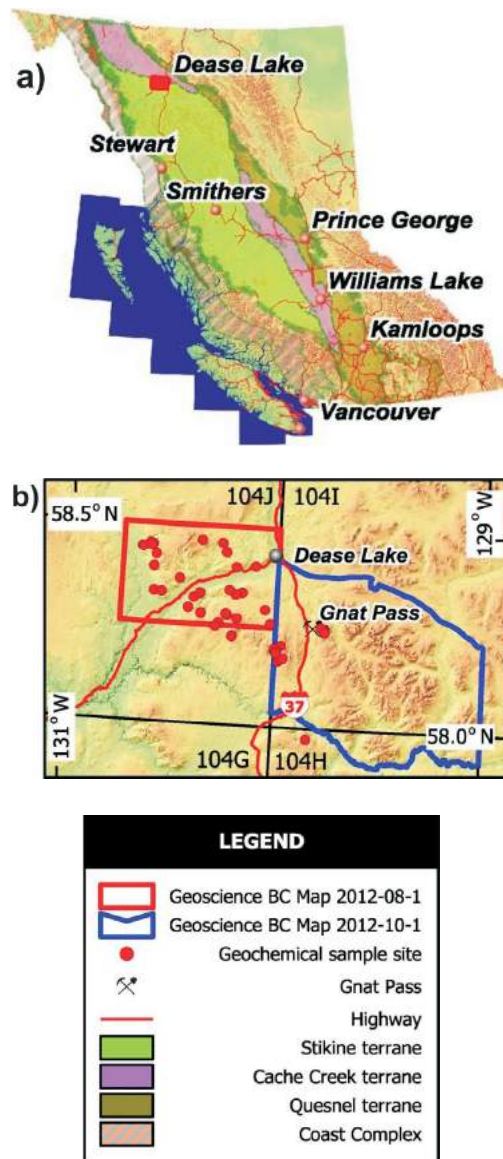 a)
Dease Lake
Stewart
Smithers
Prince George
Williams Lake
Kamloops
Vancouver
b)
104J 104I
58.5° N
129° W
Dease Lake
Gnat Pass
37
131° W
58.0° N
104G 104H
LEGEND
Geoscience BC Map 2012-08-1
Geoscience BC Map 2012-10-1
Geochemical sample site
Gnat Pass
Highway
Stikine terrane
Cache Creek terrane
Quesnel terrane
Coast Complex